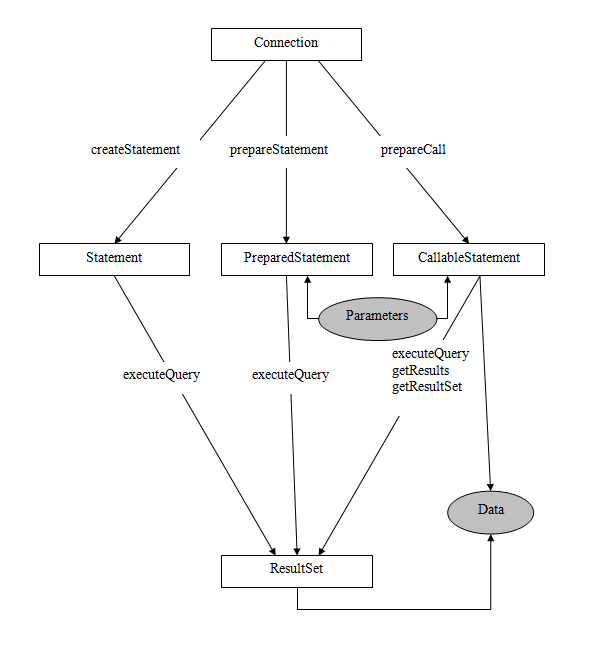 Connection
createStatement
prepareStatement
prepareCall
Statement
PreparedStatement
CallableStatement
Parameters
executeQuery
executeQuery
executeQuery
getResults
getResultSet
Data
ResultSet